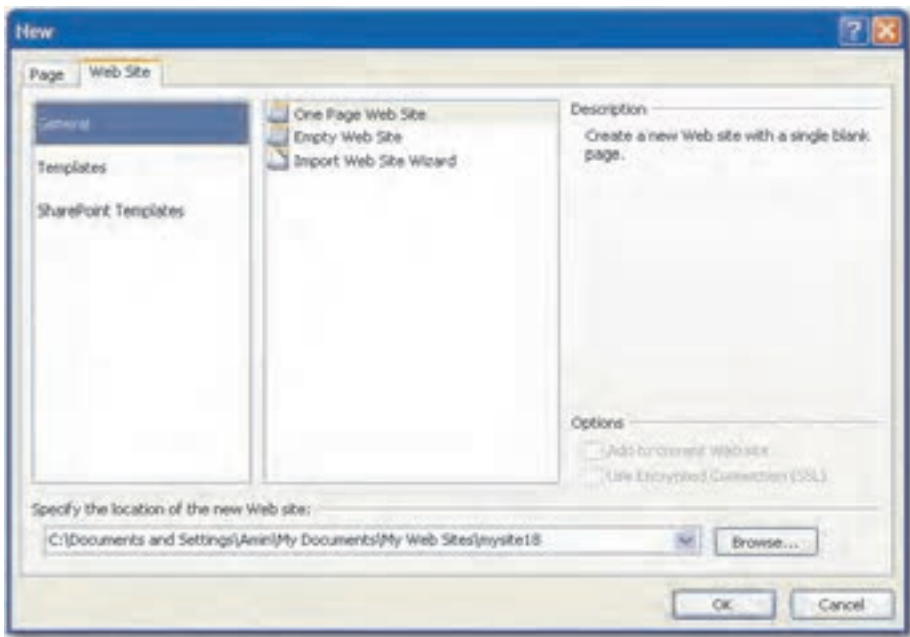 New
Page
Web Site
General
Templates
SharePoint Templates
One Page Web Site
Empty Web Site
Import Web Site Wizard
Description
Create a new Web site with a single blank
page.
Options
Add to current Web site
Use Encrypted Connection (SSL)
Specify the location of the new Web site:
C:\Documents and Settings\Amin\My Documents\My Web Sites\mysite18
Browse...
OK
Cancel